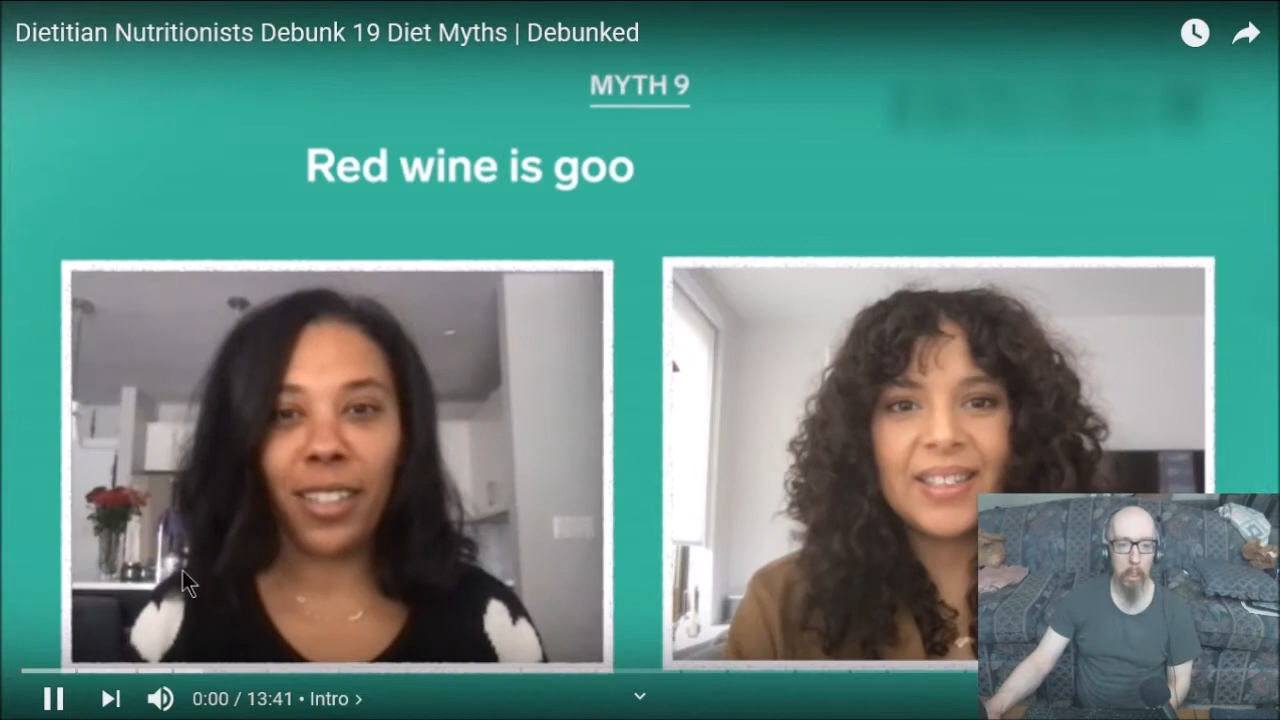 Dietitian Nutritionists Debunk 19 Diet Myths | Debunked
MYTH 9
Red wine is goo
0:00 / 13:41 • Intro >